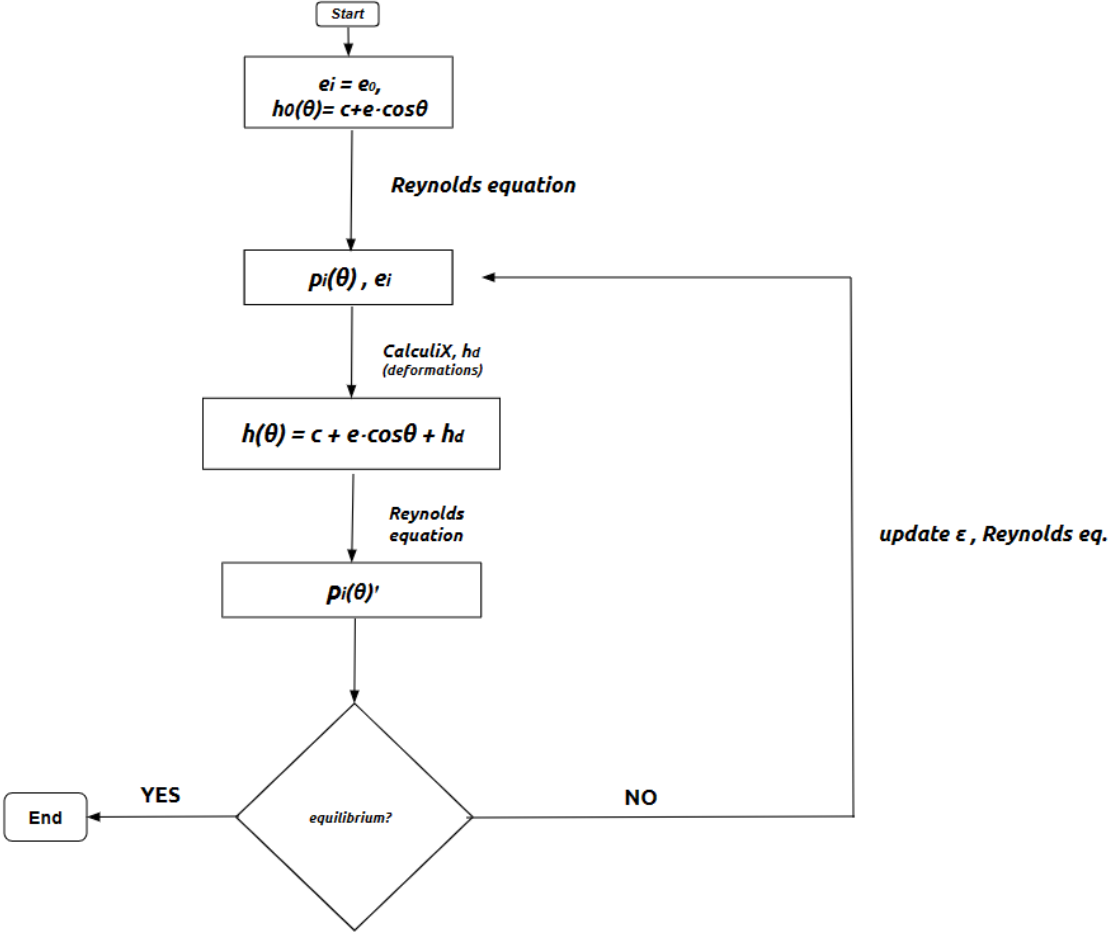 Start
ei = e0,
h0(θ)= c+e·cosθ
Reynolds equation
pi(θ) , ei
CalculiX, hd
(deformations)
h(θ) = c + e·cosθ + hd
Reynolds
equation
update ε , Reynolds eq.
pi(θ)'
YES
NO
End
equilibrium?